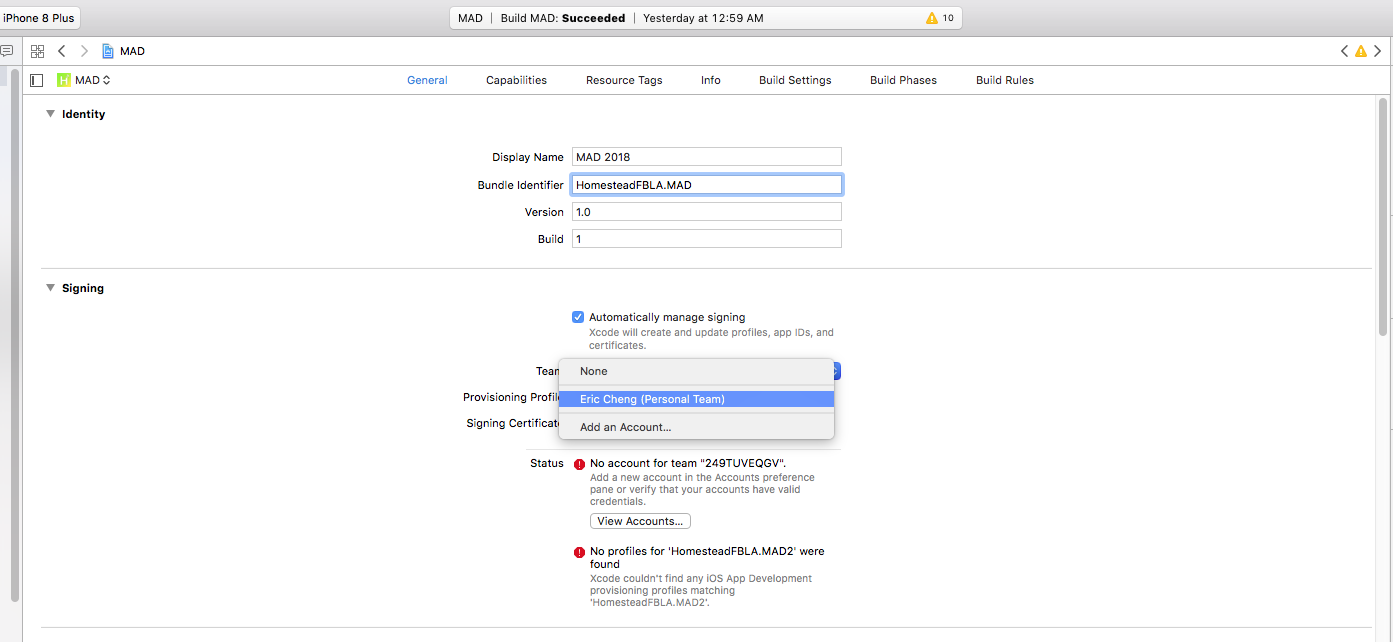 iPhone 8 Plus
MAD | Build MAD: Succeeded | Yesterday at 12:59 AM
10
MAD
H MAD
General Capabilities Resource Tags Info Build Settings Build Phases Build Rules
Identity
Display Name MAD 2018
Bundle Identifier HomesteadFBLA.MAD
Version 1.0
Build 1
Signing
Automatically manage signing
Xcode will create and update profiles, app IDs, and
certificates.
Team None
Provisioning Profile Eric Cheng (Personal Team)
Signing Certificate Add an Account...
Status No account for team "249TUVEQGV".
Add a new account in the Accounts preference
pane or verify that your accounts have valid
credentials.
View Accounts...
No profiles for 'HomesteadFBLA.MAD2' were
found
Xcode couldn't find any iOS App Development
provisioning profiles matching
'HomesteadFBLA.MAD2'.